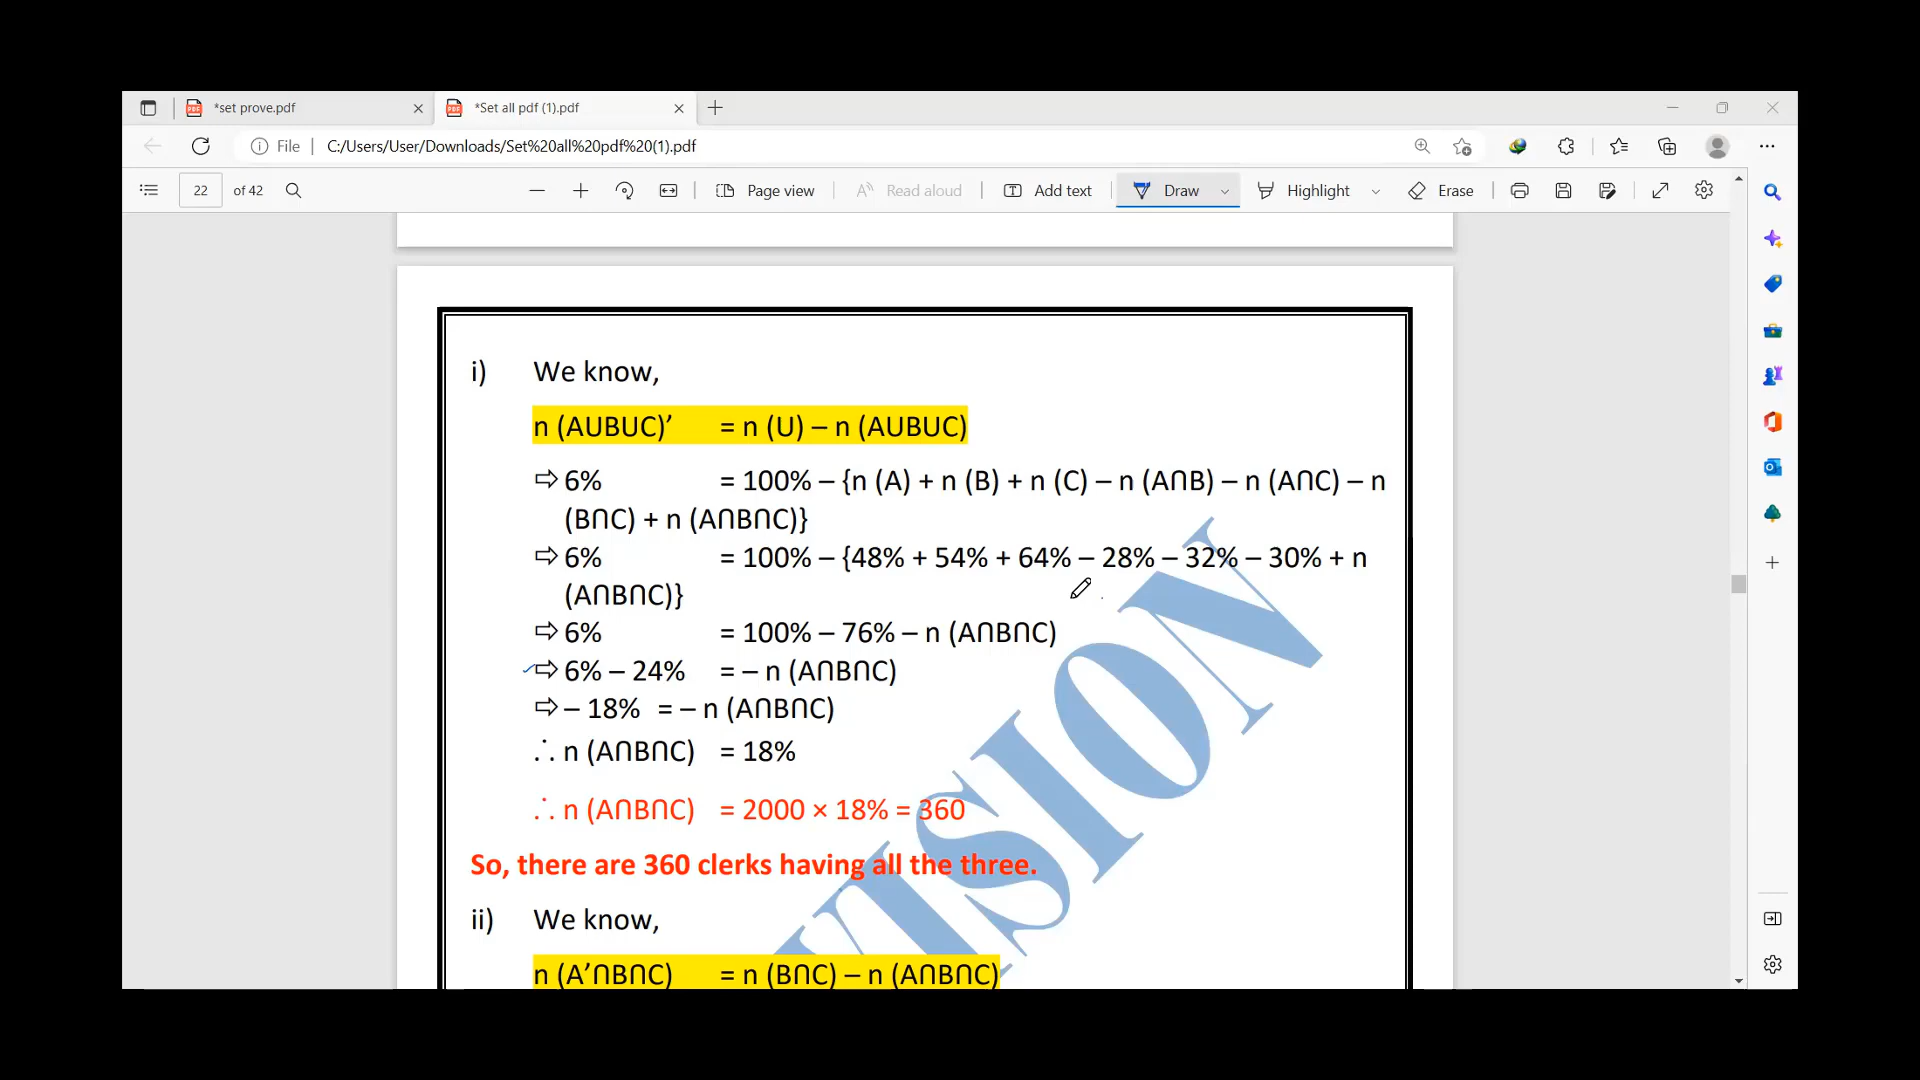 *set prove.pdf
*Set all pdf (1).pdf
File
C:/Users/User/Downloads/Set%20all%20pdf%20(1).pdf
22 of 42
Page view
Read aloud
Add text
Draw
Highlight
Erase
i) We know,
n (AUBUC)’ = n (U) – n (AUBUC)
⇨ 6% = 100% – {n (A) + n (B) + n (C) – n (A∩B) – n (A∩C) – n
(B∩C) + n (A∩B∩C)}
⇨ 6% = 100% – {48% + 54% + 64% – 28% – 32% – 30% + n
(A∩B∩C)}
⇨ 6% = 100% – 76% – n (A∩B∩C)
⇨ 6% – 24% = – n (A∩B∩C)
⇨ – 18% = – n (A∩B∩C)
∴ n (A∩B∩C) = 18%
∴ n (A∩B∩C) = 2000 × 18% = 360
So, there are 360 clerks having all the three.
ii) We know,
n (A’∩B∩C) = n (B∩C) – n (A∩B∩C)
VISION